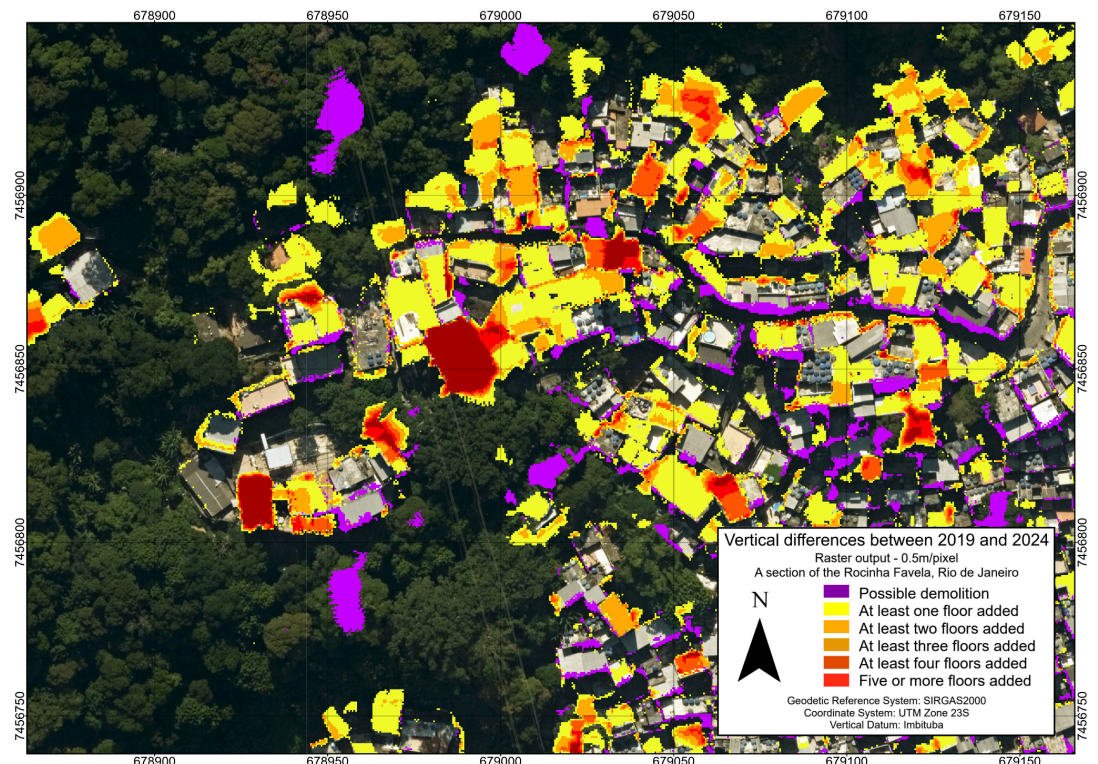 678900 678950 679000 679050 679100 679150
7456900 7456900
7456850 7456850
7456800 7456800
7456750 7456750
Vertical differences between 2019 and 2024
Raster output - 0.5m/pixel
A section of the Rocinha Favela, Rio de Janeiro
N
Possible demolition
At least one floor added
At least two floors added
At least three floors added
At least four floors added
Five or more floors added
Geodetic Reference System: SIRGAS2000
Coordinate System: UTM Zone 23S
Vertical Datum: Imbituba
678900 678950 679000 679050 679100 679150